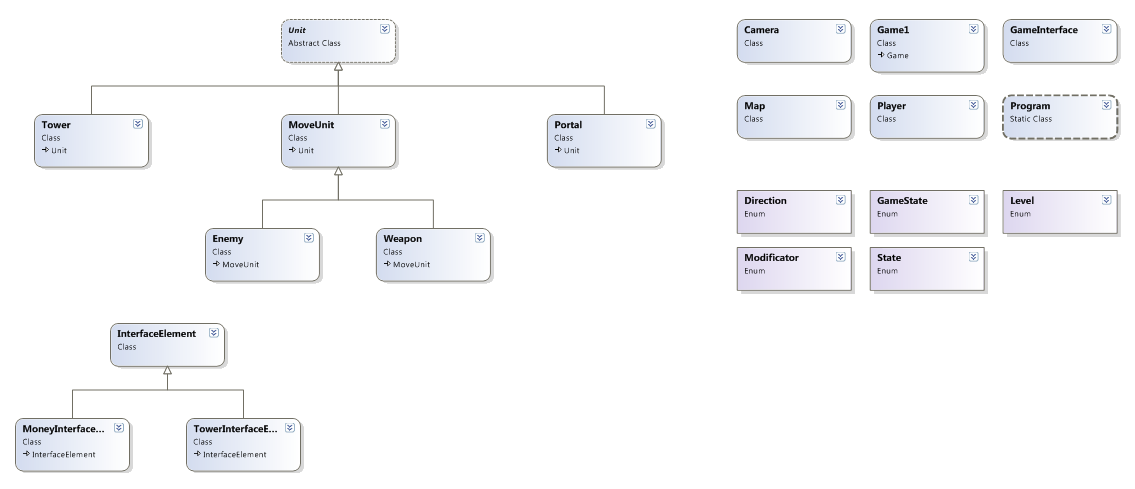 Unit
Abstract Class
Tower
Class
Unit
MoveUnit
Class
Unit
Portal
Class
Unit
Enemy
Class
MoveUnit
Weapon
Class
MoveUnit
InterfaceElement
Class
MoneyInterface...
Class
InterfaceElement
TowerInterfaceE...
Class
InterfaceElement
Camera
Class
Game1
Class
Game
GameInterface
Class
Map
Class
Player
Class
Program
Static Class
Direction
Enum
GameState
Enum
Level
Enum
Modificator
Enum
State
Enum